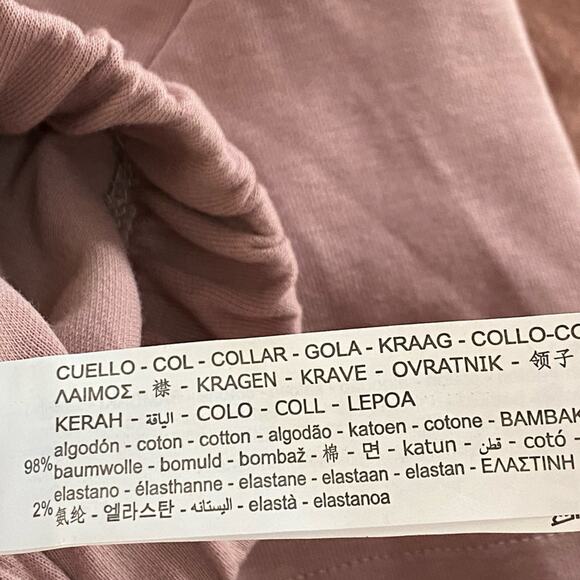 CUELLO - COL - COLLAR - GOLA - KRAAG - COLLO-CO
ΛΑΙΜΟΣ - 襟 - KRAGEN - KRAVE - OVRATNIK - 领子
KERAH - الياقة - COLO - COLL - LEPOA
algodón - coton - cotton - algodão - katoen - cotone - BAMBAK
98% baumwolle - bomuld - bombaž - 棉 - 면 - katun - قطن - cotó -
elastano - élasthanne - elastane - elastaan - elastan - ΕΛΑΣΤΙΝΗ
2% 氨纶 - 엘라스탄 - اليستانه - elastà - elastanoa